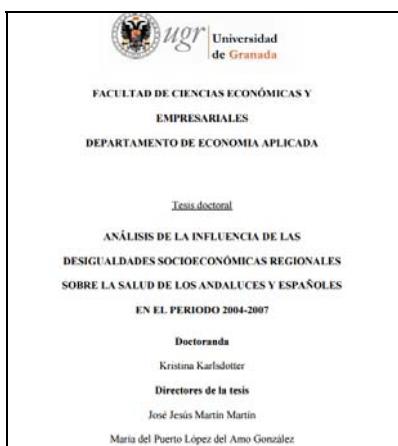 ugr
Universidad
de Granada
FACULTAD DE CIENCIAS ECONÓMICAS Y
EMPRESARIALES
DEPARTAMENTO DE ECONOMIA APLICADA
Tesis doctoral
ANÁLISIS DE LA INFLUENCIA DE LAS
DESIGUALDADES SOCIOECONÓMICAS REGIONALES
SOBRE LA SALUD DE LOS ANDALUCES Y ESPAÑOLES
EN EL PERIODO 2004-2007
Doctoranda
Kristina Karlsdotter
Directores de la tesis
José Jesús Martín Martín
María del Puerto López del Amo González